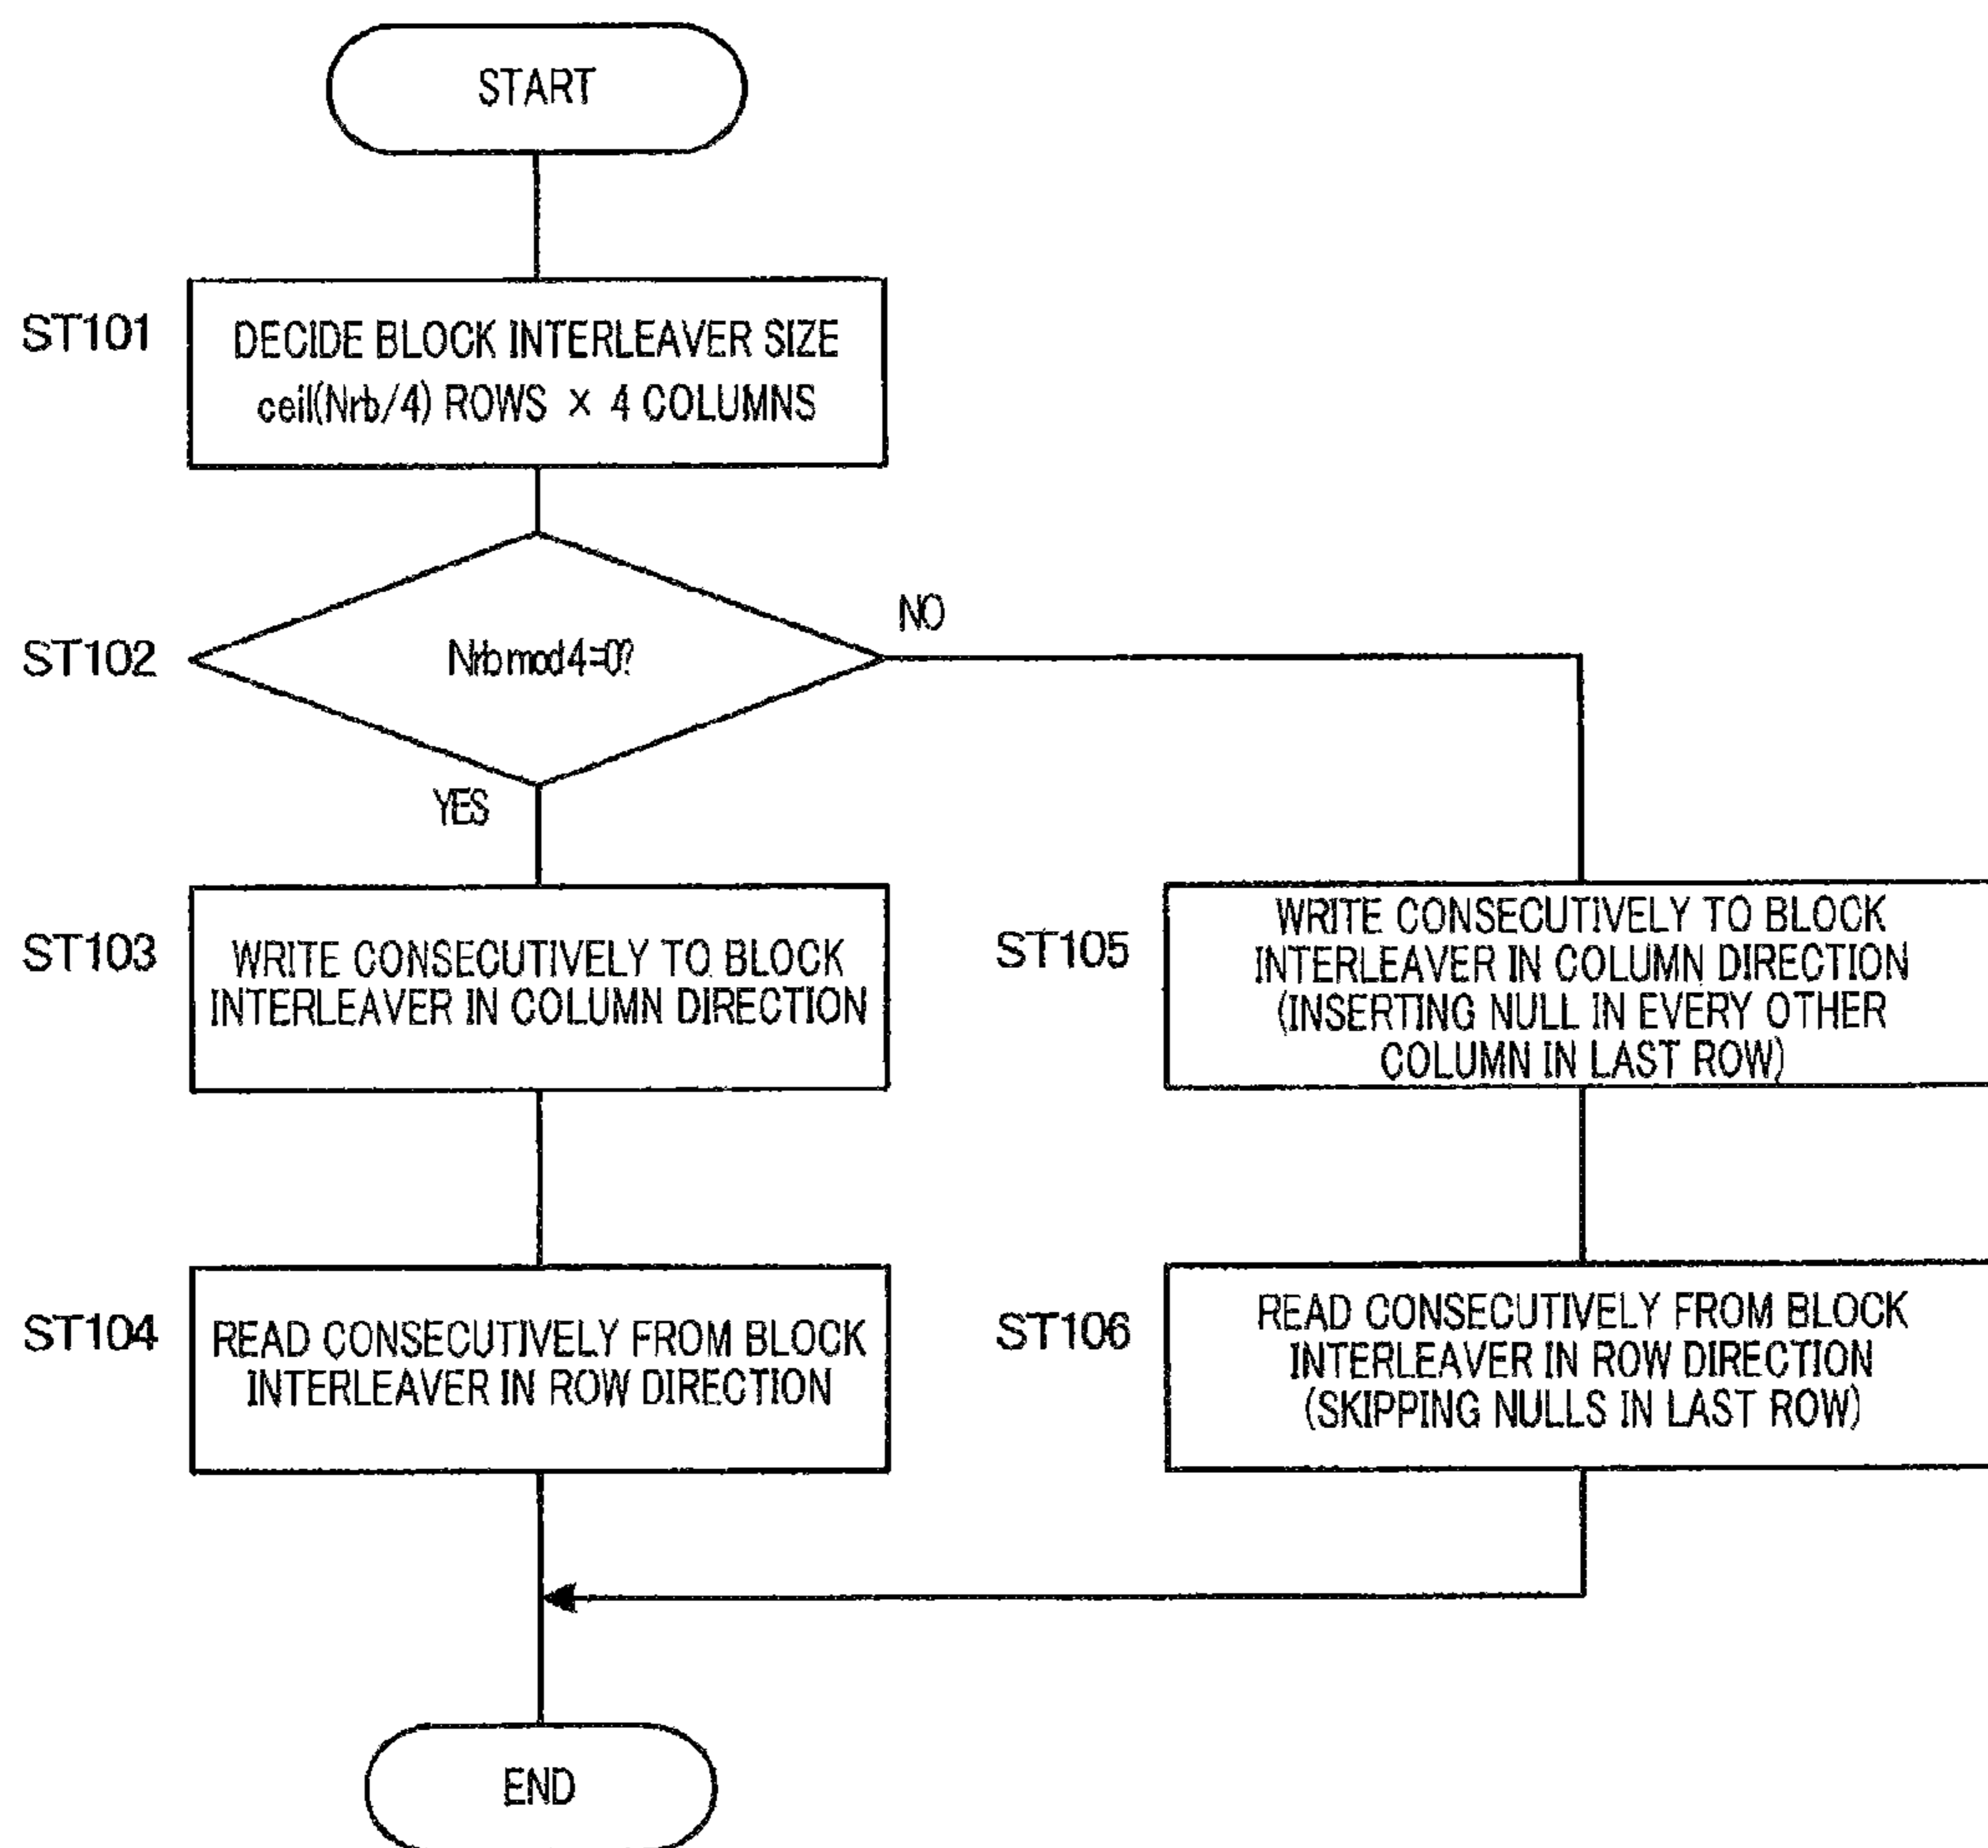 START
ST101
DECIDE BLOCK INTERLEAVER SIZE
ceil(Nrb/4) ROWS × 4 COLUMNS
ST102
Nrb mod 4=0?
NO
YES
ST103
WRITE CONSECUTIVELY TO BLOCK
INTERLEAVER IN COLUMN DIRECTION
ST105
WRITE CONSECUTIVELY TO BLOCK
INTERLEAVER IN COLUMN DIRECTION
(INSERTING NULL IN EVERY OTHER
COLUMN IN LAST ROW)
ST104
READ CONSECUTIVELY FROM BLOCK
INTERLEAVER IN ROW DIRECTION
ST106
READ CONSECUTIVELY FROM BLOCK
INTERLEAVER IN ROW DIRECTION
(SKIPPING NULLS IN LAST ROW)
END